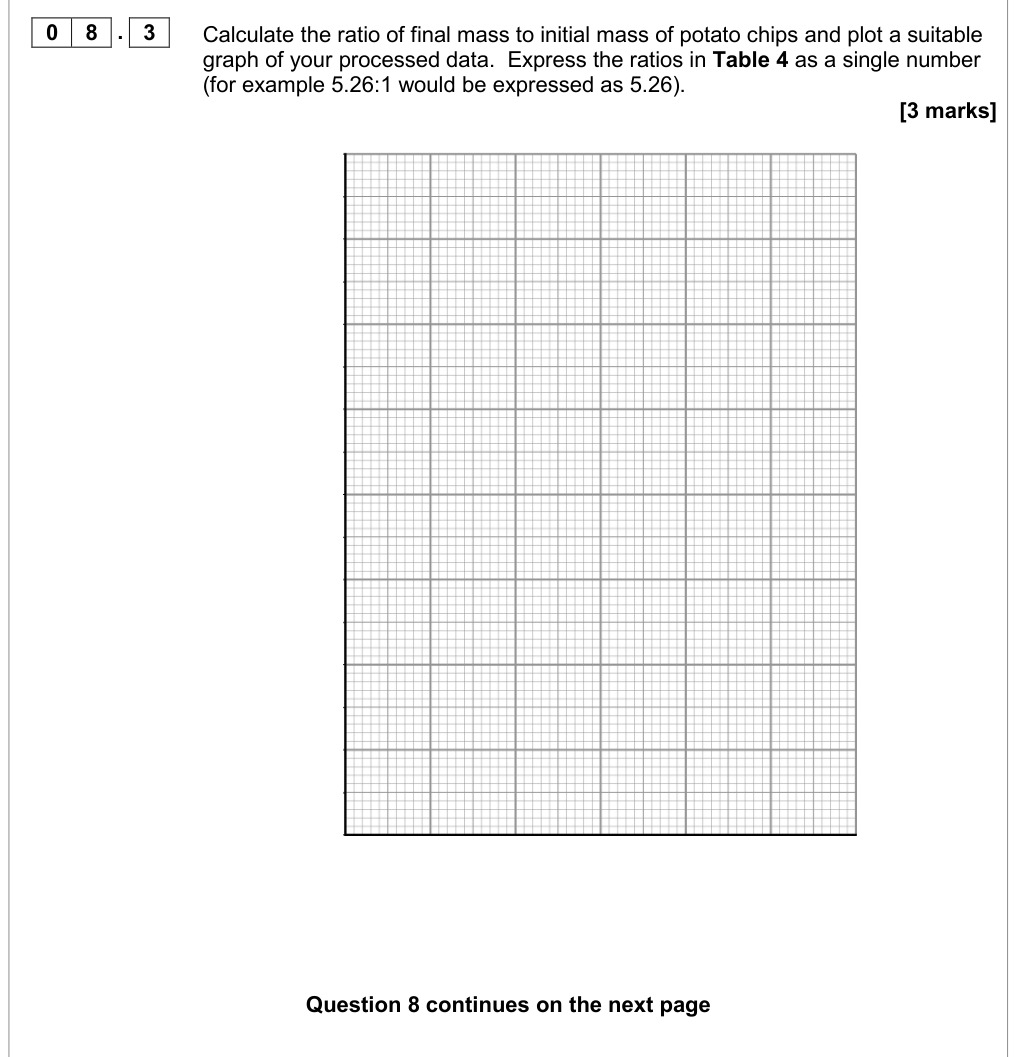 0 8 . 3 Calculate the ratio of final mass to initial mass of potato chips and plot a suitable
graph of your processed data. Express the ratios in Table 4 as a single number
(for example 5.26:1 would be expressed as 5.26).
[3 marks]
Question 8 continues on the next page